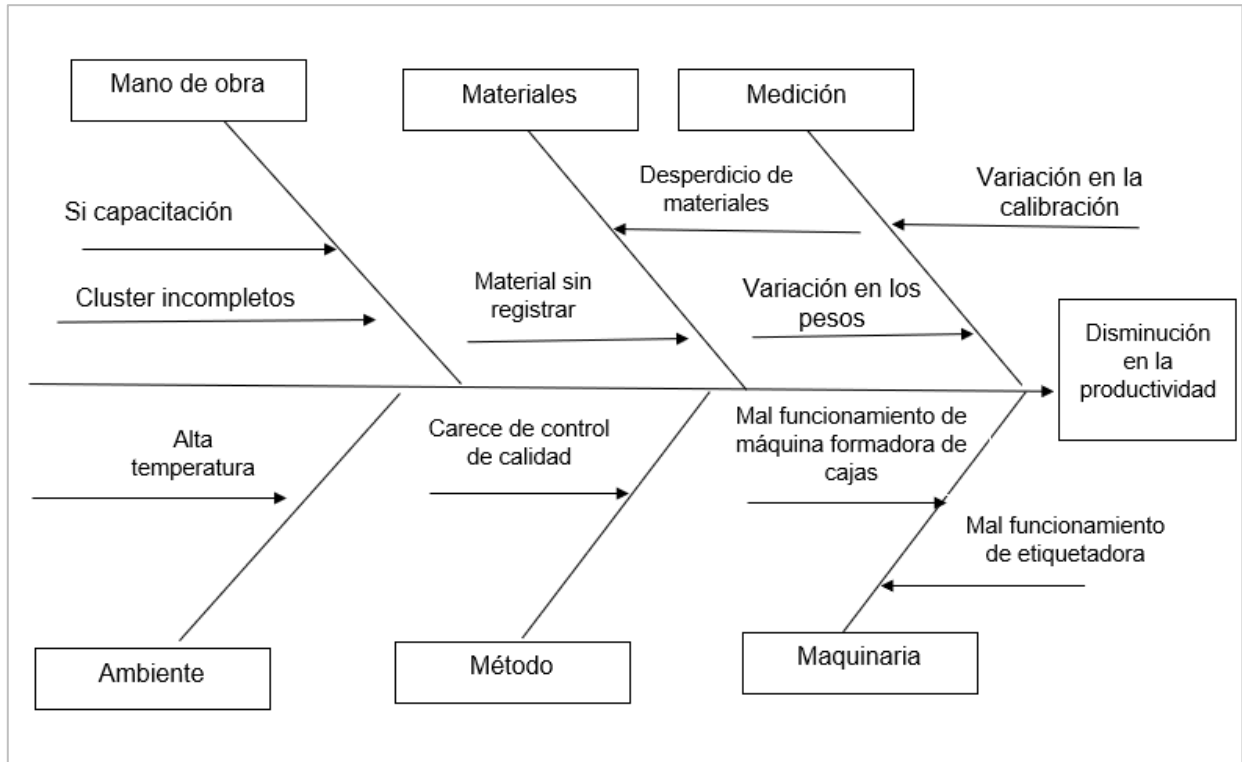 Mano de obra
Materiales
Medición
Desperdicio de
materiales
Variación en la
calibración
Si capacitación
Cluster incompletos
Material sin
registrar
Variación en los
pesos
Disminución
en la
productividad
Alta
temperatura
Carece de control
de calidad
Mal funcionamiento de
máquina formadora de
cajas
Mal funcionamiento
de etiquetadora
Ambiente
Método
Maquinaria